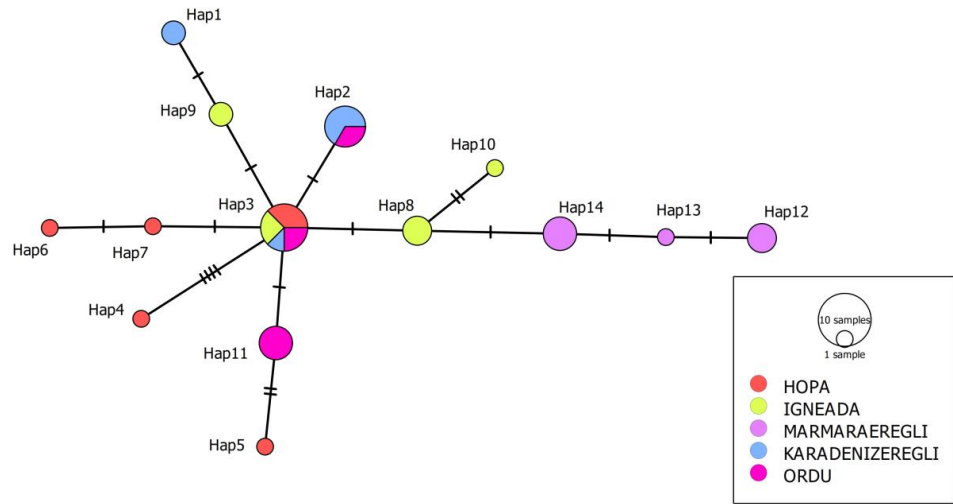 Hap1
Hap2
Hap9
Hap10
Hap3
Hap8
Hap14
Hap13
Hap12
Hap6
Hap7
Hap4
Hap11
Hap5
10 samples
1 sample
HOPA
IGNEADA
MARMARAEREGLI
KARADENIZEREGLI
ORDU